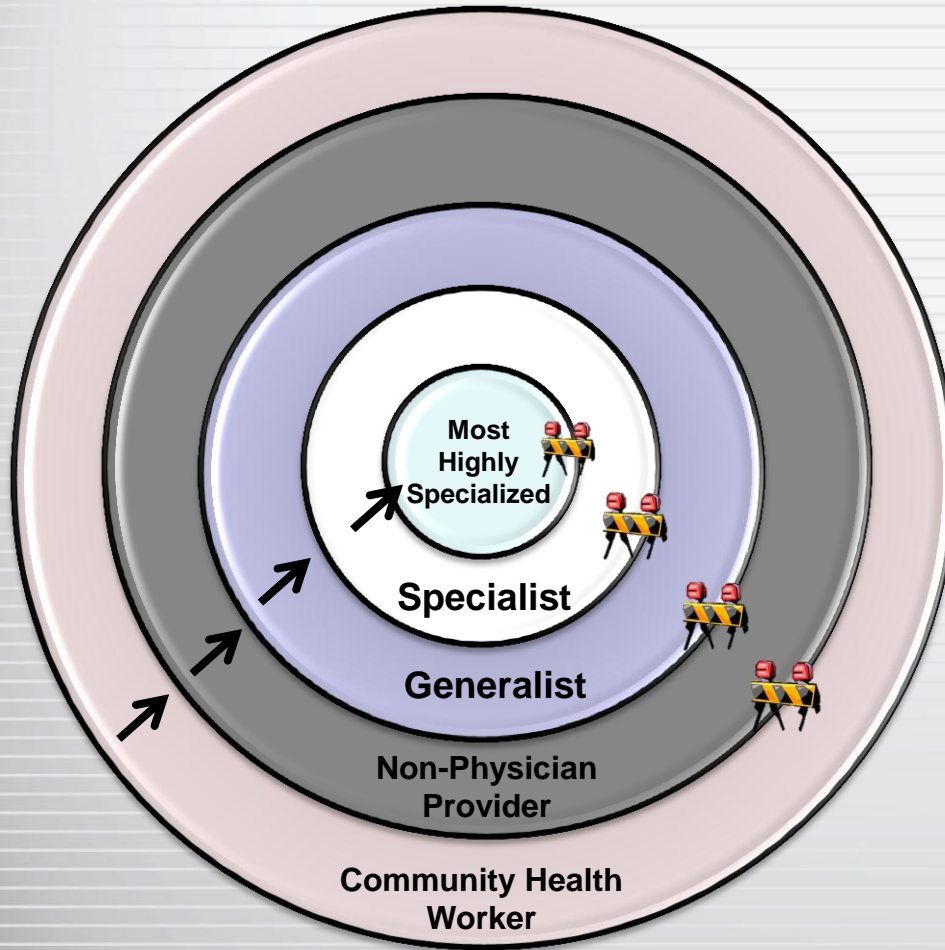 Most
Highly
Specialized
Specialist
Generalist
Non-Physician
Provider
Community Health
Worker